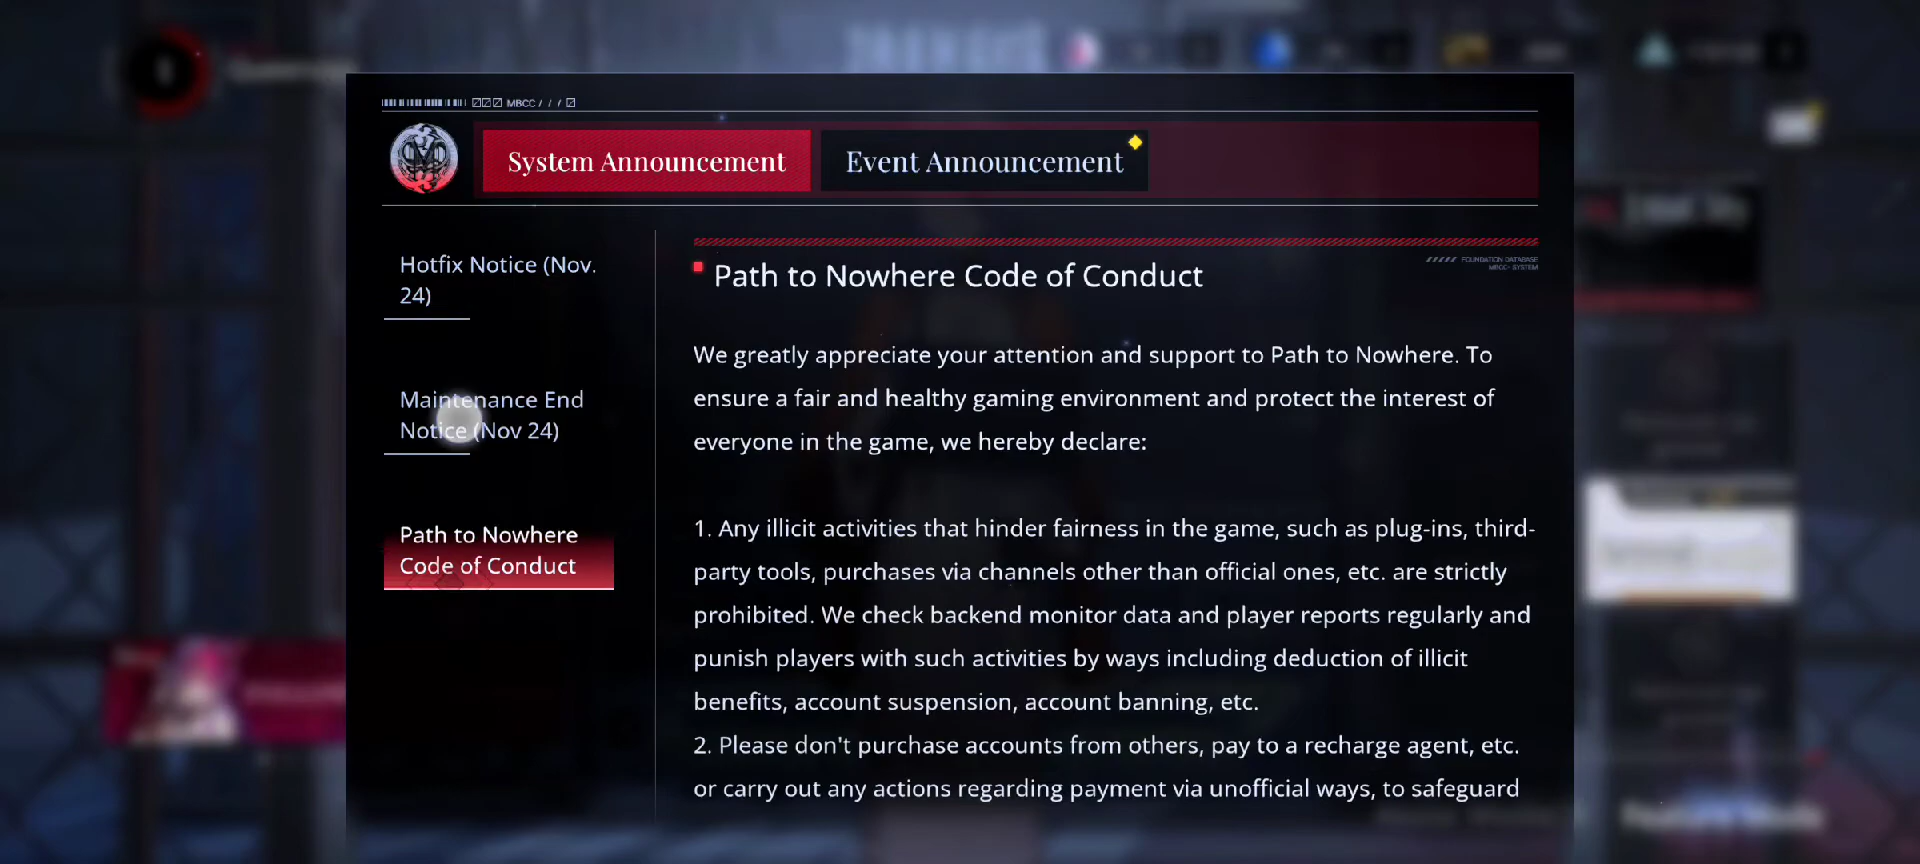 MBCC / / /
System Announcement
Event Announcement
Hotfix Notice (Nov.
24)
Maintenance End
Notice (Nov 24)
Path to Nowhere
Code of Conduct
FOUNDATION DATABASE
MBCC+ SYSTEM
Path to Nowhere Code of Conduct
We greatly appreciate your attention and support to Path to Nowhere. To
ensure a fair and healthy gaming environment and protect the interest of
everyone in the game, we hereby declare:
1. Any illicit activities that hinder fairness in the game, such as plug-ins, third-
party tools, purchases via channels other than official ones, etc. are strictly
prohibited. We check backend monitor data and player reports regularly and
punish players with such activities by ways including deduction of illicit
benefits, account suspension, account banning, etc.
2. Please don't purchase accounts from others, pay to a recharge agent, etc.
or carry out any actions regarding payment via unofficial ways, to safeguard